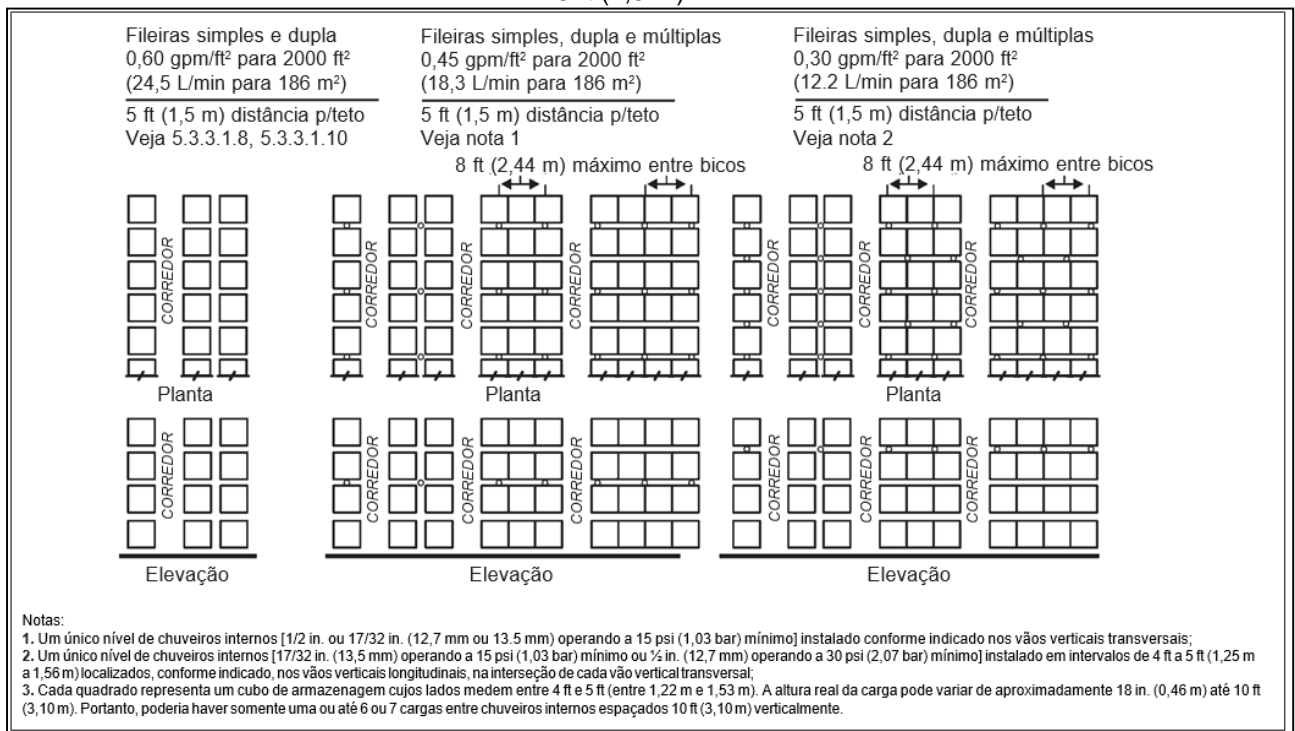 Fileiras simples e dupla
0,60 gpm/ft² para 2000 ft²
(24,5 L/min para 186 m²)
5 ft (1,5 m) distância p/teto
Veja 5.3.3.1.8, 5.3.3.1.10
Fileiras simples, dupla e múltiplas
0,45 gpm/ft² para 2000 ft²
(18,3 L/min para 186 m²)
5 ft (1,5 m) distância p/teto
Veja nota 1
8 ft (2,44 m) máximo entre bicos
Fileiras simples, dupla e múltiplas
0,30 gpm/ft² para 2000 ft²
(12.2 L/min para 186 m²)
5 ft (1,5 m) distância p/teto
Veja nota 2
8 ft (2,44 m) máximo entre bicos
CORREDOR
CORREDOR
CORREDOR
CORREDOR
CORREDOR
CORREDOR
CORREDOR
Planta
Planta
Planta
CORREDOR
CORREDOR
CORREDOR
CORREDOR
CORREDOR
CORREDOR
CORREDOR
Elevação
Elevação
Elevação
Notas:
1. Um único nível de chuveiros internos [1/2 in. ou 17/32 in. (12,7 mm ou 13.5 mm) operando a 15 psi (1,03 bar) mínimo] instalado conforme indicado nos vãos verticais transversais;
2. Um único nível de chuveiros internos [17/32 in. (13,5 mm) operando a 15 psi (1,03 bar) mínimo ou ½ in. (12,7 mm) operando a 30 psi (2,07 bar) mínimo] instalado em intervalos de 4 ft a 5 ft (1,25 m
a 1,56 m) localizados, conforme indicado, nos vãos verticais longitudinais, na interseção de cada vão vertical transversal;
3. Cada quadrado representa um cubo de armazenagem cujos lados medem entre 4 ft e 5 ft (entre 1,22 m e 1,53 m). A altura real da carga pode variar de aproximadamente 18 in. (0,46 m) até 10 ft
(3,10 m). Portanto, poderia haver somente uma ou até 6 ou 7 cargas entre chuveiros internos espaçados 10 ft (3,10 m) verticalmente.